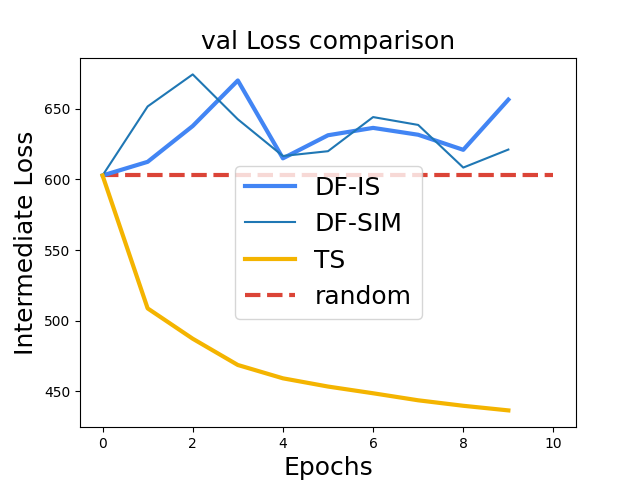 val Loss comparison
Intermediate Loss
650
600
550
500
450
DF-IS
DF-SIM
TS
random
0 2 4 6 8 10
Epochs